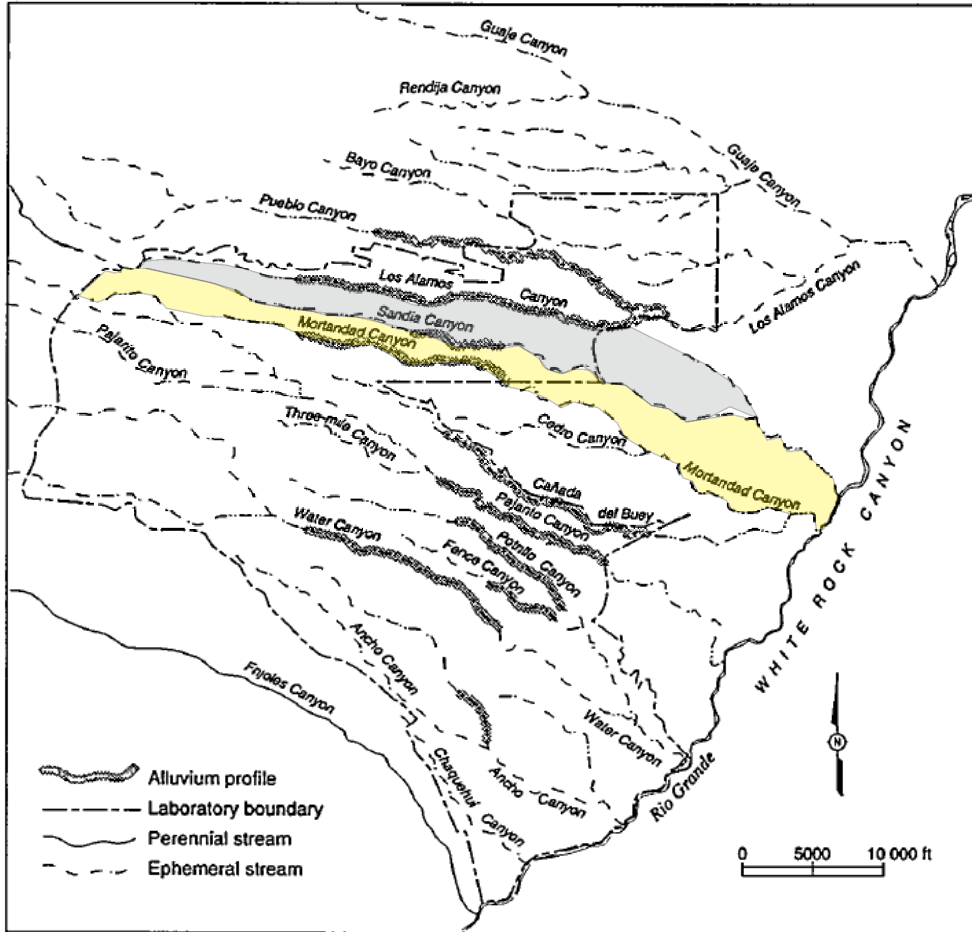 Guaje Canyon
Rendija Canyon
Guaje Canyon
Bayo Canyon
Pueblo Canyon
Los Alamos
Canyon
Los Alamos Canyon
Sandia Canyon
Mortandad Canyon
Pajarito Canyon
Three-mile Canyon
Cedro Canyon
Mortandad Canyon
Cañada
del Buey
Pajarito Canyon
Water Canyon
Potrillo Canyon
Fence Canyon
WHITE ROCK CANYON
Ancho Canyon
Frijoles Canyon
Water Canyon
Chaquehui Canyon
Ancho Canyon
Rio Grande
N
Alluvium profile
Laboratory boundary
Perennial stream
Ephemeral stream
0 5000 10 000 ft